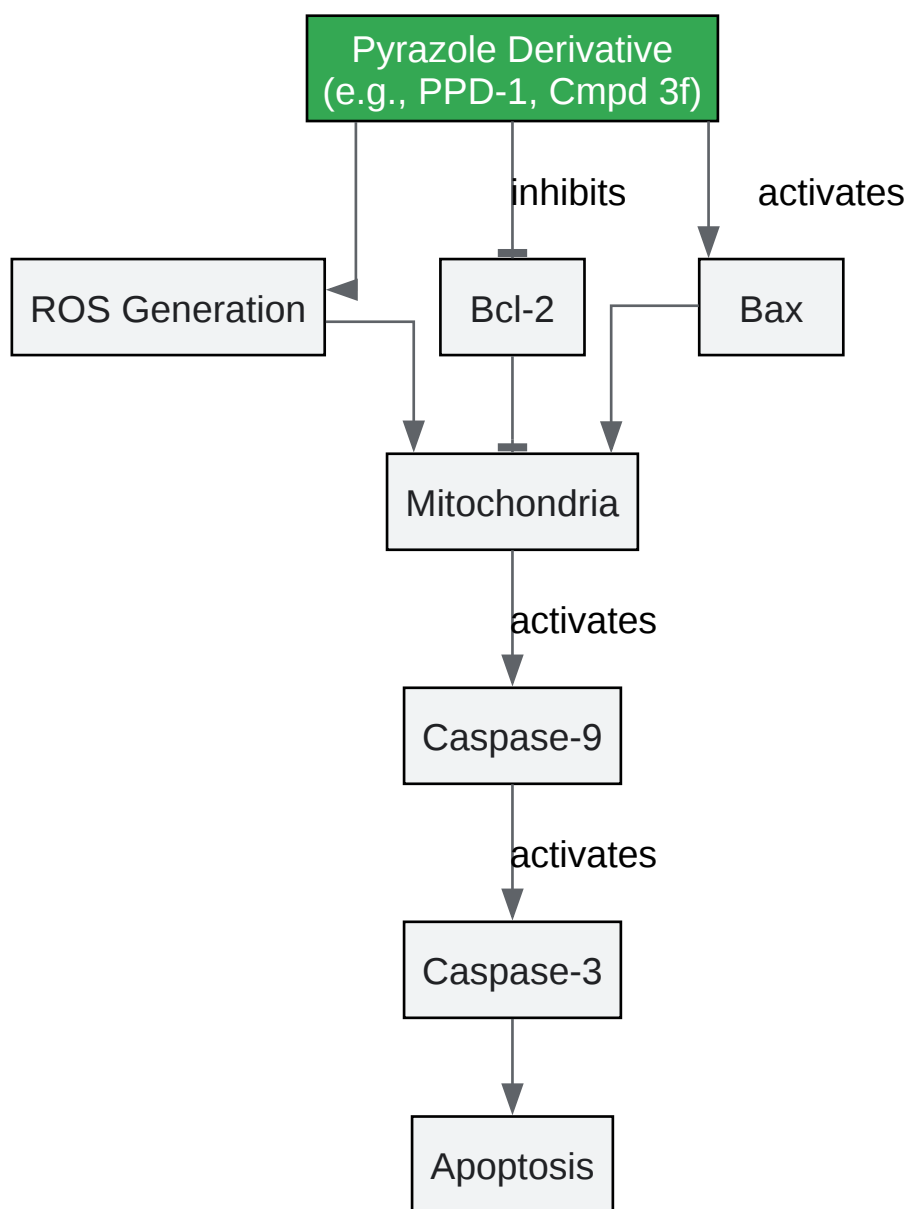 Pyrazole Derivative
(e.g., PPD-1, Cmpd 3f)
inhibits
activates
ROS Generation
Bcl-2
Bax
Mitochondria
activates
Caspase-9
activates
Caspase-3
Apoptosis